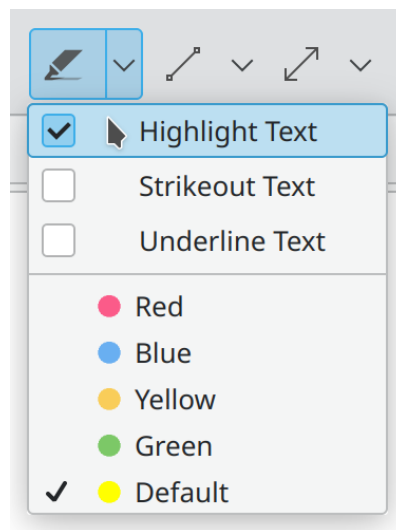 Highlight Text
Strikeout Text
Underline Text
Red
Blue
Yellow
Green
Default